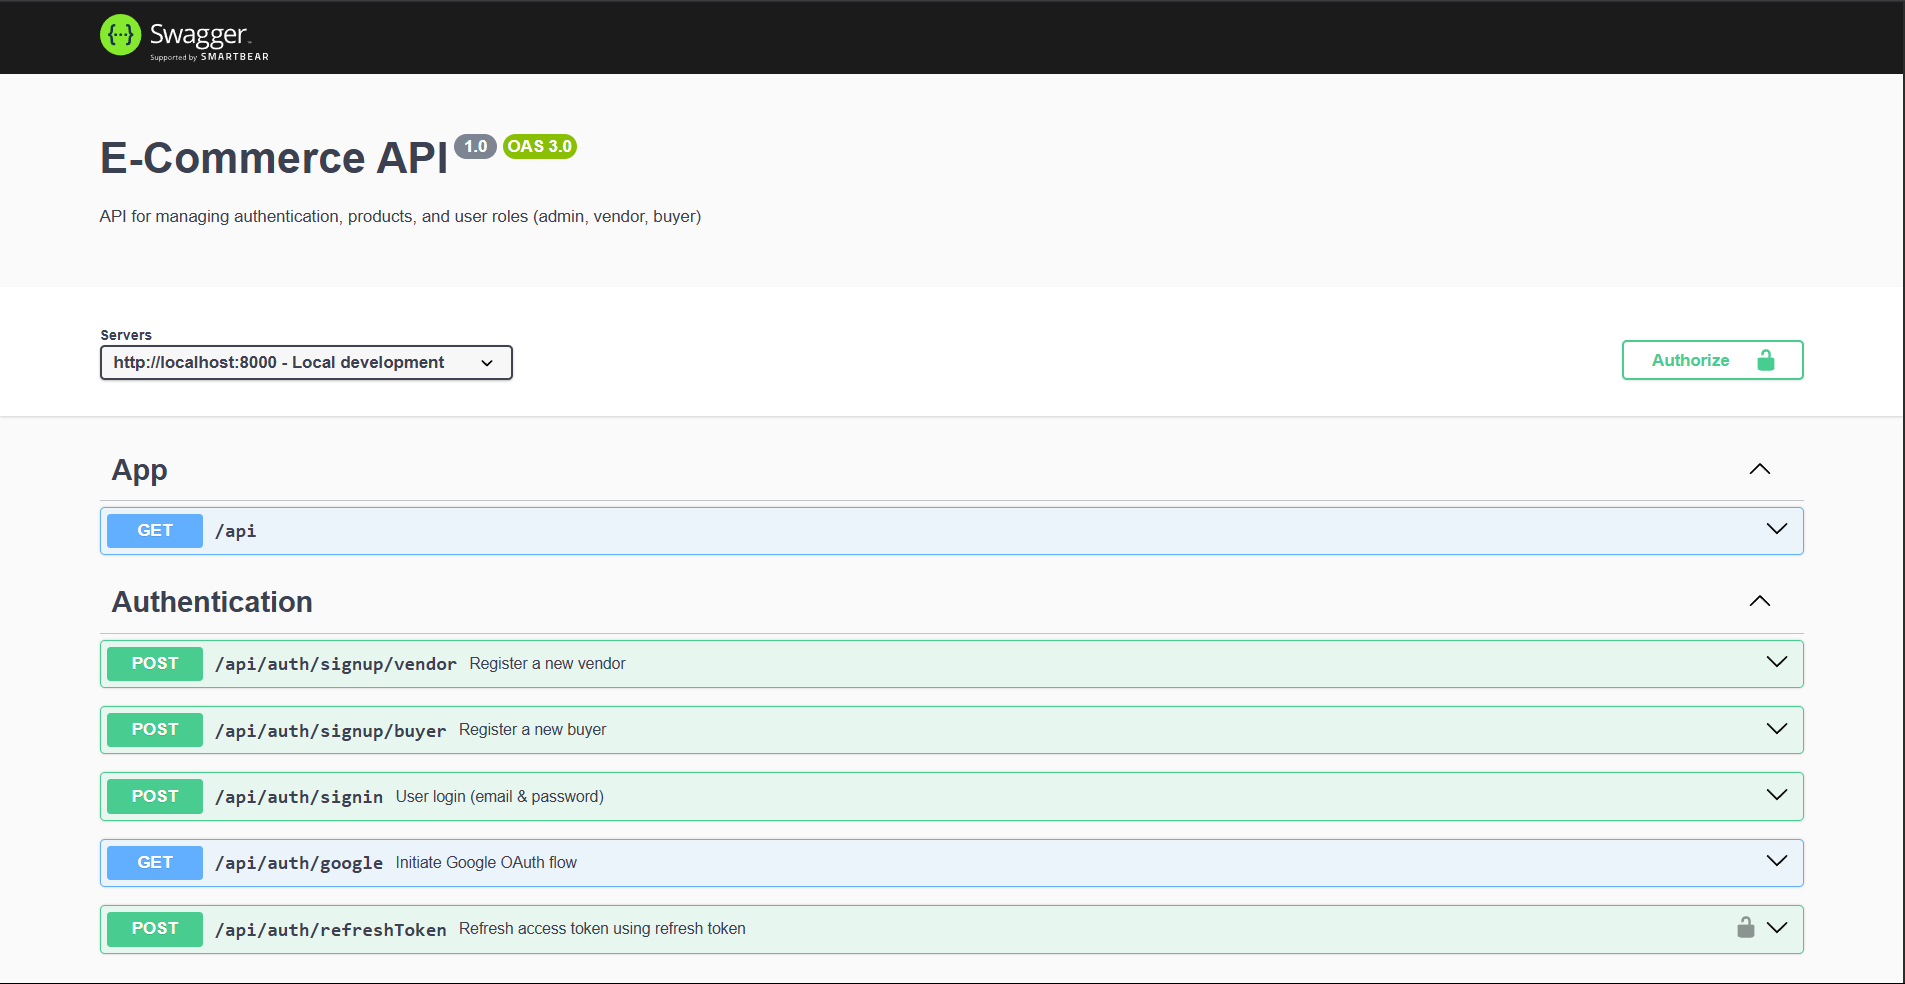 {···} Swagger™
Supported by SMARTBEAR
E-Commerce API 1.0 OAS 3.0
API for managing authentication, products, and user roles (admin, vendor, buyer)
Servers
http://localhost:8000 - Local development
Authorize
App
GET /api
Authentication
POST /api/auth/signup/vendor Register a new vendor
POST /api/auth/signup/buyer Register a new buyer
POST /api/auth/signin User login (email & password)
GET /api/auth/google Initiate Google OAuth flow
POST /api/auth/refreshToken Refresh access token using refresh token